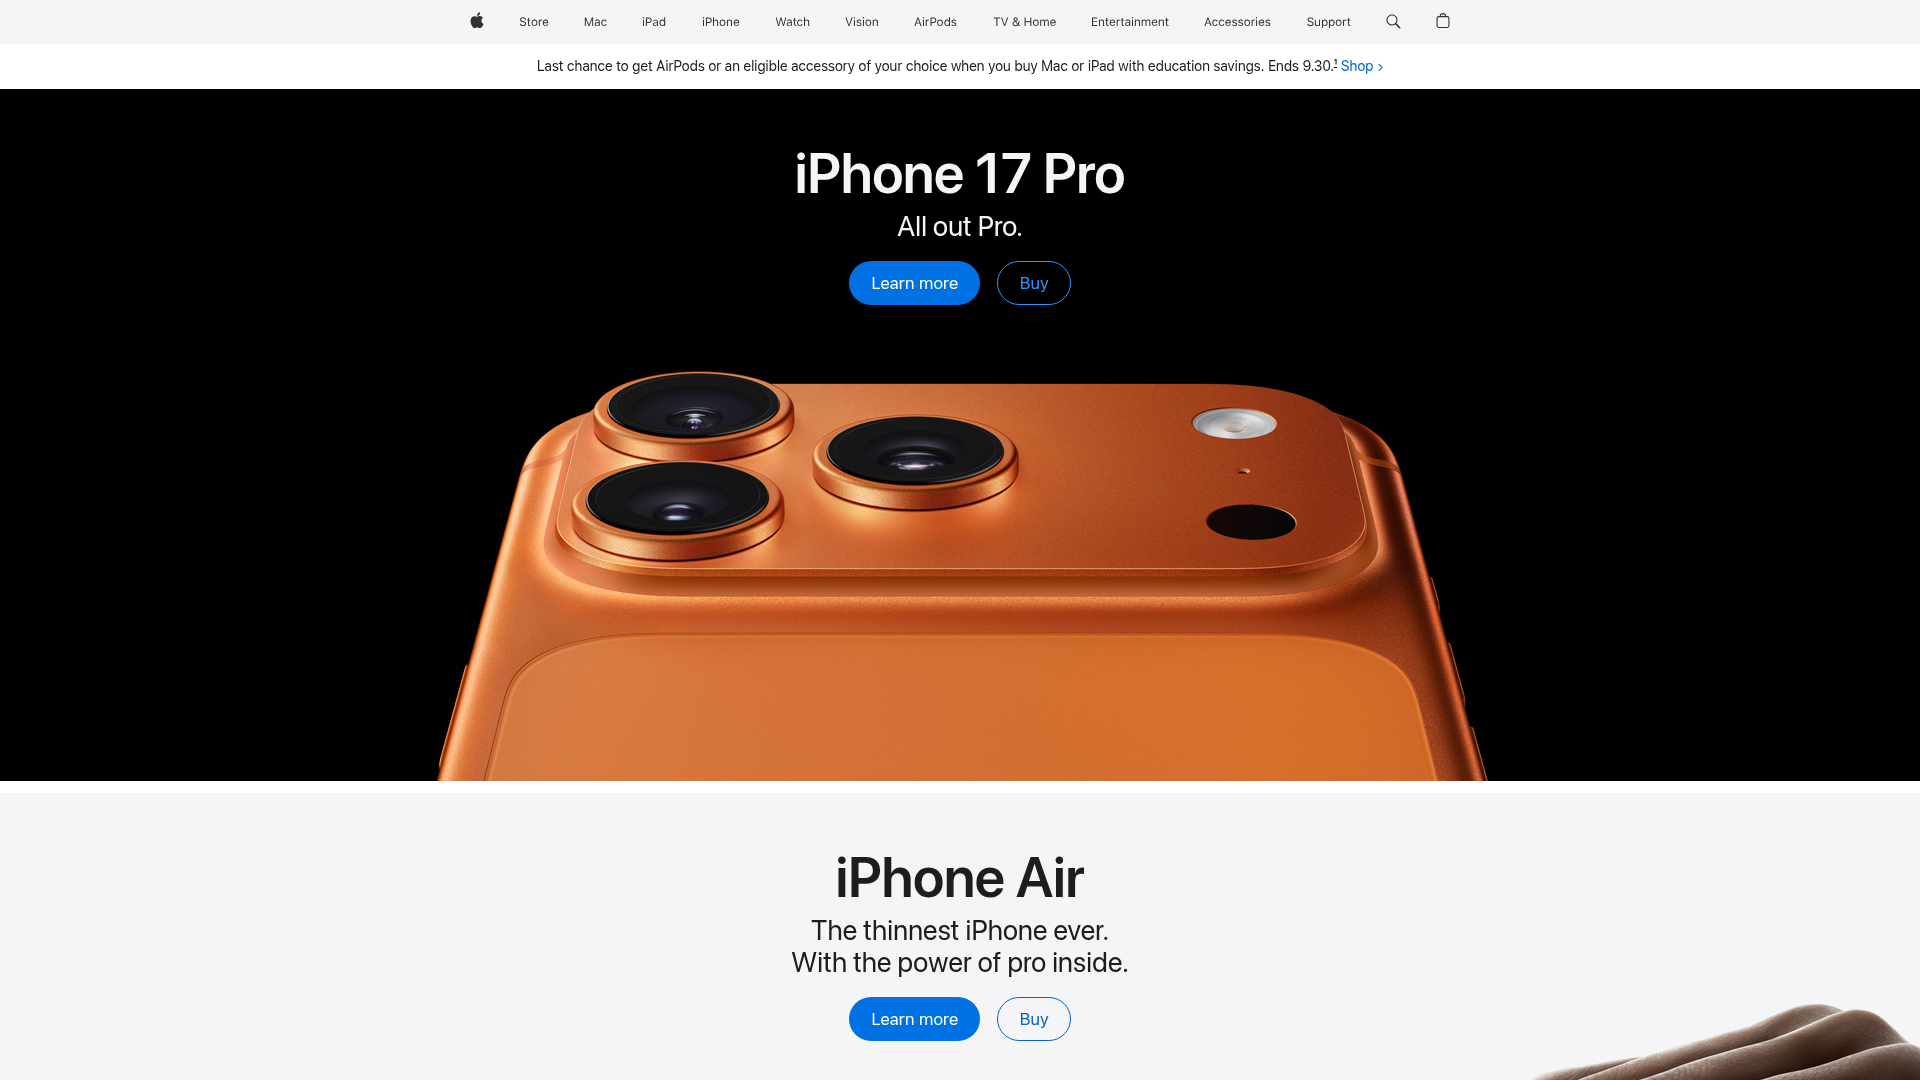 Store Mac iPad iPhone Watch Vision AirPods TV & Home Entertainment Accessories Support
Last chance to get AirPods or an eligible accessory of your choice when you buy Mac or iPad with education savings. Ends 9.30.¹ Shop >
iPhone 17 Pro
All out Pro.
Learn more Buy
iPhone Air
The thinnest iPhone ever.
With the power of pro inside.
Learn more Buy